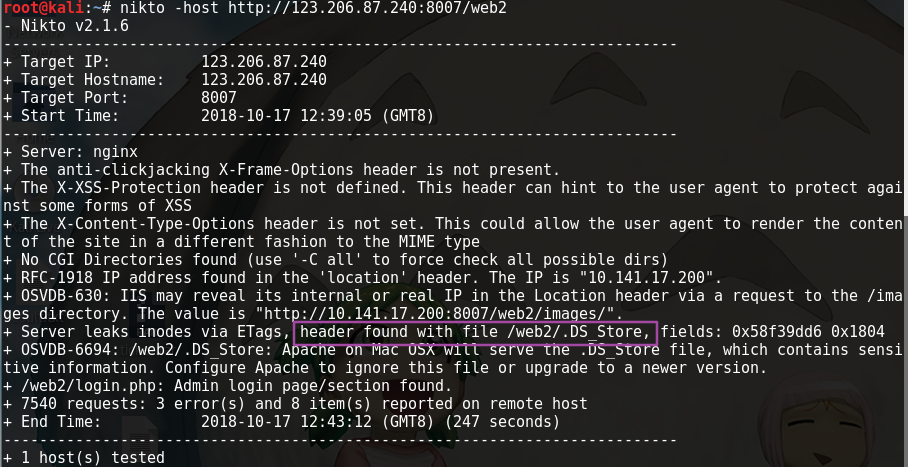 root@kali:~# nikto -host http://123.206.87.240:8007/web2
- Nikto v2.1.6
---------------------------------------------------------------------------
+ Target IP:          123.206.87.240
+ Target Hostname:    123.206.87.240
+ Target Port:        8007
+ Start Time:         2018-10-17 12:39:05 (GMT8)
---------------------------------------------------------------------------
+ Server: nginx
+ The anti-clickjacking X-Frame-Options header is not present.
+ The X-XSS-Protection header is not defined. This header can hint to the user agent to protect agai
nst some forms of XSS
+ The X-Content-Type-Options header is not set. This could allow the user agent to render the conten
t of the site in a different fashion to the MIME type
+ No CGI Directories found (use '-C all' to force check all possible dirs)
+ RFC-1918 IP address found in the 'location' header. The IP is "10.141.17.200".
+ OSVDB-630: IIS may reveal its internal or real IP in the Location header via a request to the /ima
ges directory. The value is "http://10.141.17.200:8007/web2/images/".
+ Server leaks inodes via ETags, header found with file /web2/.DS_Store, fields: 0x58f39dd6 0x1804
+ OSVDB-6694: /web2/.DS_Store: Apache on Mac OSX will serve the .DS_Store file, which contains sensi
tive information. Configure Apache to ignore this file or upgrade to a newer version.
+ /web2/login.php: Admin login page/section found.
+ 7540 requests: 3 error(s) and 8 item(s) reported on remote host
+ End Time:           2018-10-17 12:43:12 (GMT8) (247 seconds)
---------------------------------------------------------------------------
+ 1 host(s) tested